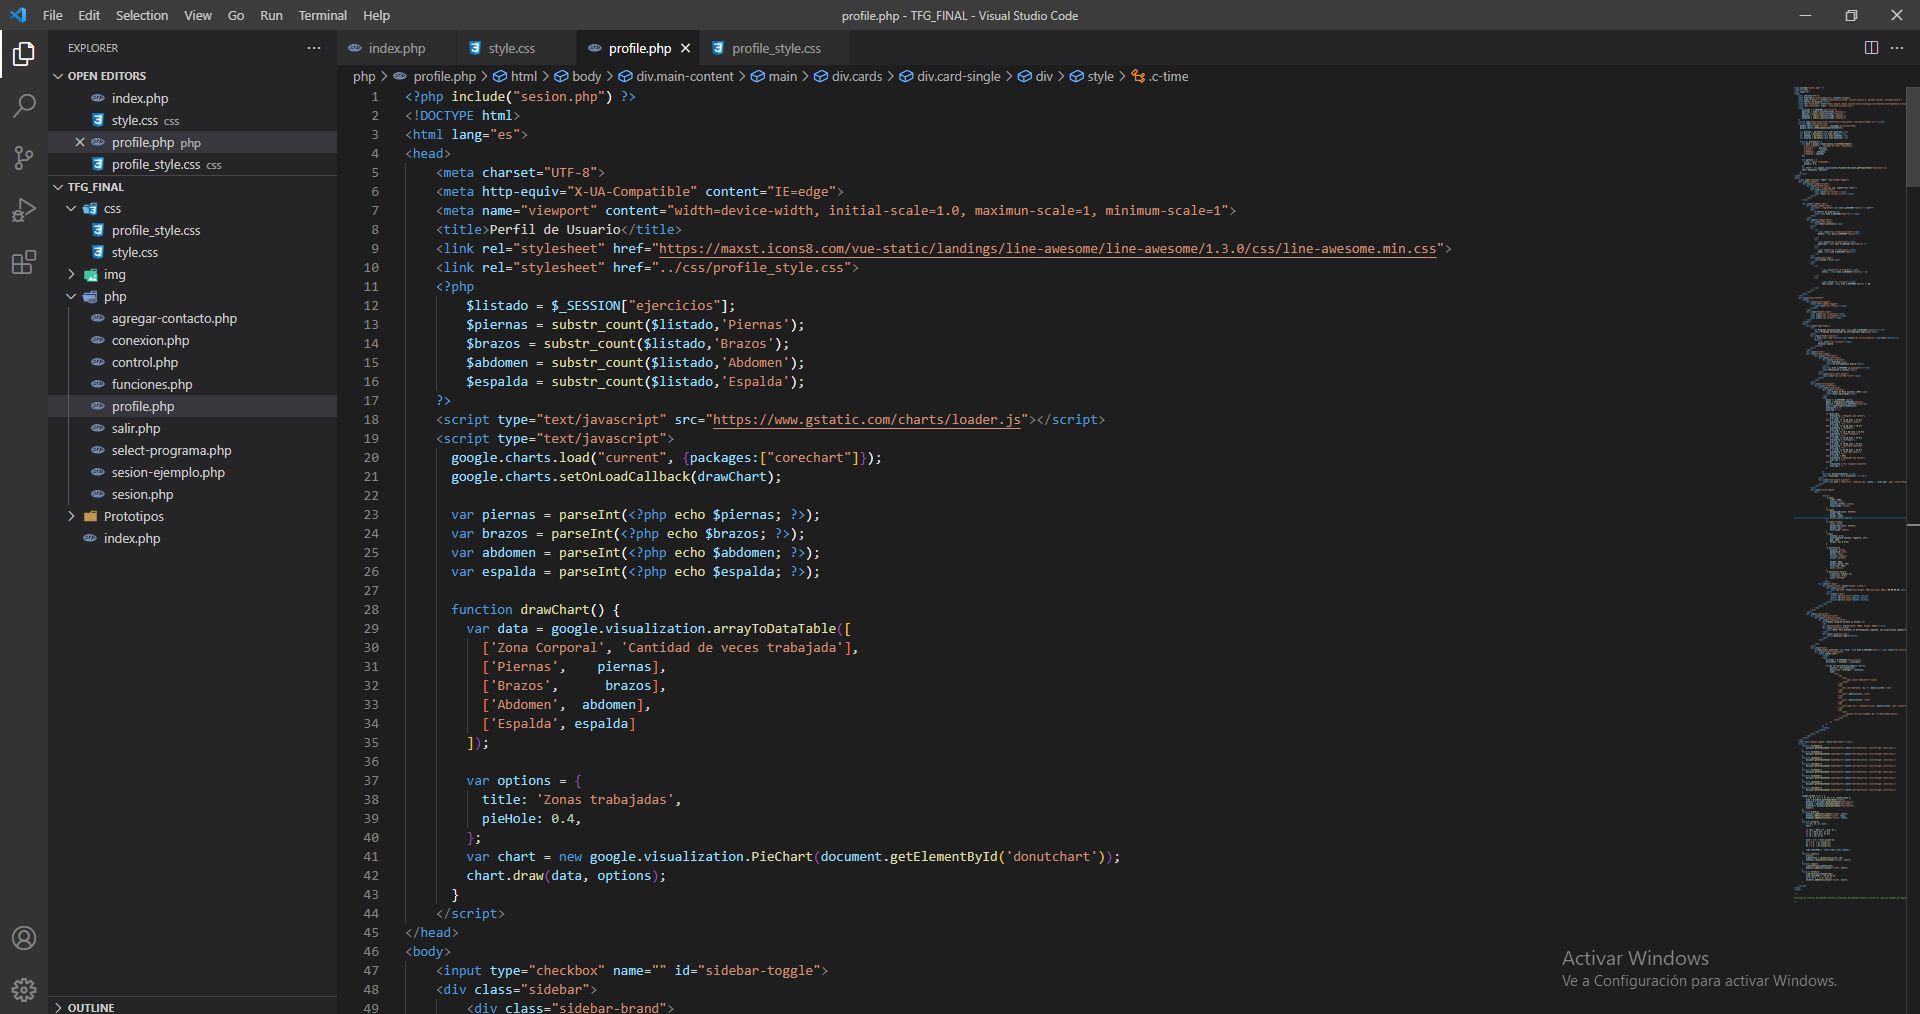 File Edit Selection View Go Run Terminal Help
profile.php - TFG_FINAL - Visual Studio Code
EXPLORER
OPEN EDITORS
index.php
style.css css
profile.php php
profile_style.css css
TFG_FINAL
css
profile_style.css
style.css
img
php
agregar-contacto.php
conexion.php
control.php
funciones.php
profile.php
salir.php
select-programa.php
sesion-ejemplo.php
sesion.php
Prototipos
index.php
OUTLINE
index.php style.css profile.php profile_style.css
php > profile.php > html > body > div.main-content > main > div.cards > div.card-single > div > style > .c-time
1 <?php include("sesion.php") ?>
2 <!DOCTYPE html>
3 <html lang="es">
4 <head>
5 <meta charset="UTF-8">
6 <meta http-equiv="X-UA-Compatible" content="IE=edge">
7 <meta name="viewport" content="width=device-width, initial-scale=1.0, maximun-scale=1, minimum-scale=1">
8 <title>Perfil de Usuario</title>
9 <link rel="stylesheet" href="https://maxst.icons8.com/vue-static/landings/line-awesome/line-awesome/1.3.0/css/line-awesome.min.css">
10 <link rel="stylesheet" href="../css/profile_style.css">
11 <?php
12 $listado = $_SESSION["ejercicios"];
13 $piernas = substr_count($listado,'Piernas');
14 $brazos = substr_count($listado,'Brazos');
15 $abdomen = substr_count($listado,'Abdomen');
16 $espalda = substr_count($listado,'Espalda');
17 ?>
18 <script type="text/javascript" src="https://www.gstatic.com/charts/loader.js"></script>
19 <script type="text/javascript">
20 google.charts.load("current", {packages:["corechart"]});
21 google.charts.setOnLoadCallback(drawChart);
22
23 var piernas = parseInt(<?php echo $piernas; ?>);
24 var brazos = parseInt(<?php echo $brazos; ?>);
25 var abdomen = parseInt(<?php echo $abdomen; ?>);
26 var espalda = parseInt(<?php echo $espalda; ?>);
27
28 function drawChart() {
29 var data = google.visualization.arrayToDataTable([
30 ['Zona Corporal', 'Cantidad de veces trabajada'],
31 ['Piernas', piernas],
32 ['Brazos', brazos],
33 ['Abdomen', abdomen],
34 ['Espalda', espalda]
35 ]);
36
37 var options = {
38 title: 'Zonas trabajadas',
39 pieHole: 0.4,
40 };
41 var chart = new google.visualization.PieChart(document.getElementById('donutchart'));
42 chart.draw(data, options);
43 }
44 </script>
45 </head>
46 <body>
47 <input type="checkbox" name="" id="sidebar-toggle">
48 <div class="sidebar">
49 <div class="sidebar-brand">
Activar Windows
Ve a Configuración para activar Windows.